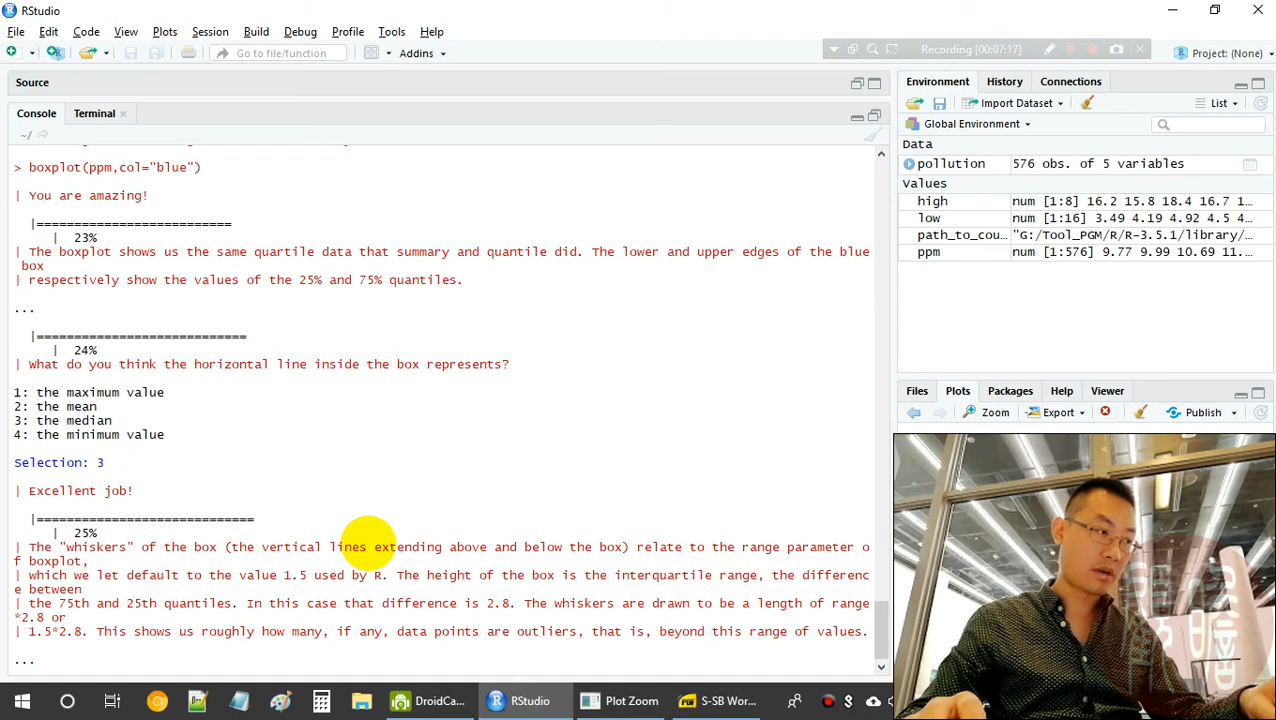 RStudio
File Edit Code View Plots Session Build Debug Profile Tools Help
Go to file/function Addins Recording [00:07:17] Project: (None)
Source
Console Terminal
~/
> boxplot(ppm,col="blue")
| You are amazing!
|==========================
| 23%
| The boxplot shows us the same quartile data that summary and quantile did. The lower and upper edges of the blue
box
| respectively show the values of the 25% and 75% quantiles.
...
|============================
| 24%
| What do you think the horizontal line inside the box represents?
1: the maximum value
2: the mean
3: the median
4: the minimum value
Selection: 3
| Excellent job!
|=============================
| 25%
| The "whiskers" of the box (the vertical lines extending above and below the box) relate to the range parameter o
f boxplot,
| which we let default to the value 1.5 used by R. The height of the box is the interquartile range, the differenc
e between
| the 75th and 25th quantiles. In this case that difference is 2.8. The whiskers are drawn to be a length of range
*2.8 or
| 1.5*2.8. This shows us roughly how many, if any, data points are outliers, that is, beyond this range of values.
...
Environment History Connections
Import Dataset List
Global Environment
Data
pollution 576 obs. of 5 variables
Values
high num [1:8] 16.2 15.8 18.4 16.7 1...
low num [1:16] 3.49 4.19 4.92 4.5 4...
path_to_cou... "G:/Tool_PGM/R/R-3.5.1/library/...
ppm num [1:576] 9.77 9.99 10.69 11....
Files Plots Packages Help Viewer
Zoom Export Publish
DroidCa... RStudio Plot Zoom S-SB Wor...